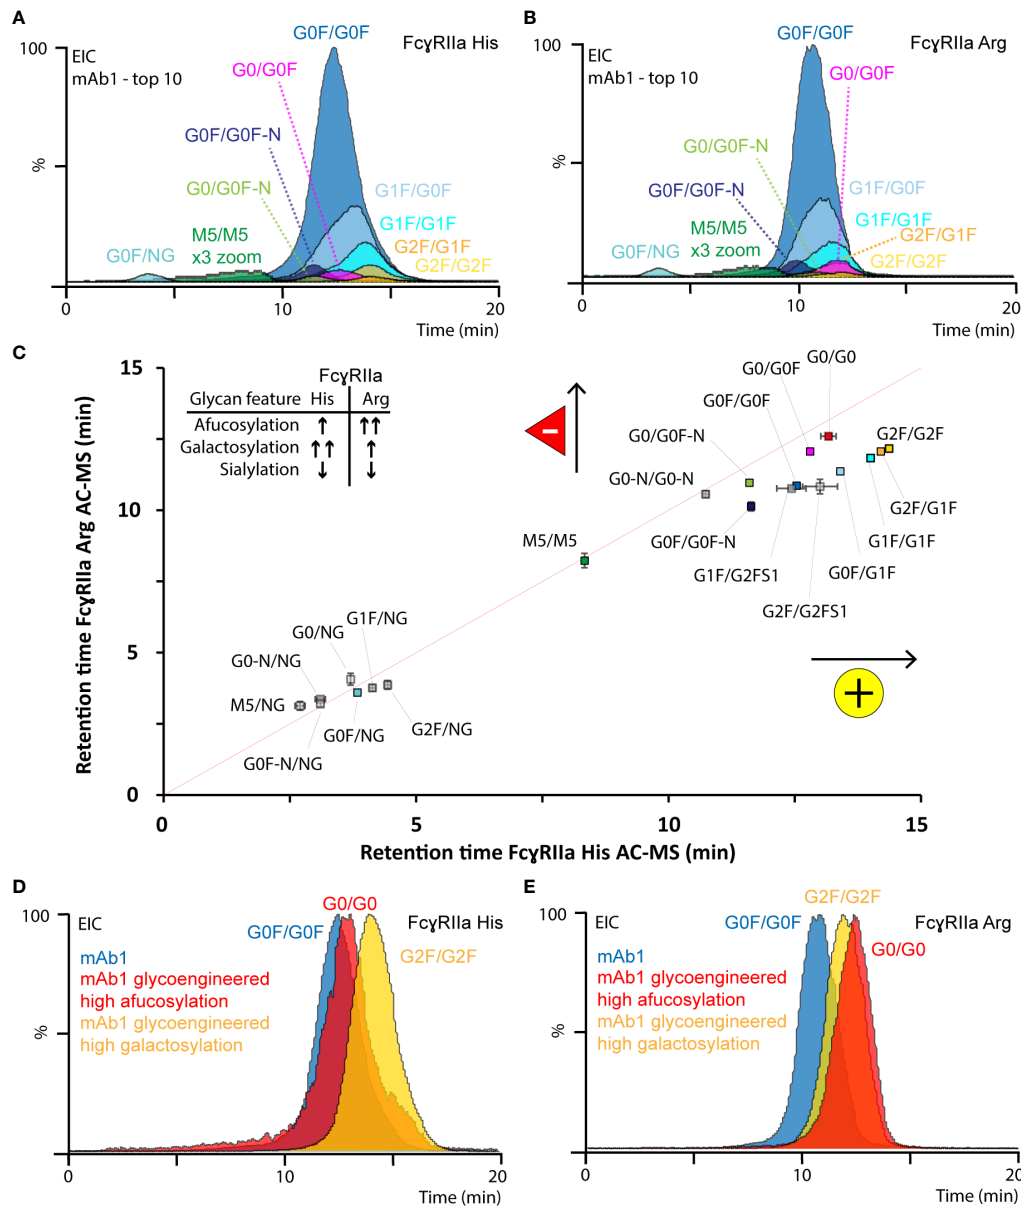 A
EIC
mAb1 - top 10
FcɣRIIa His
G0F/G0F
G0/G0F
G0F/G0F-N
G0/G0F-N
M5/M5
x3 zoom
G0F/NG
G1F/G0F
G1F/G1F
G2F/G1F
G2F/G2F
100
%
0
10
20
Time (min)
B
EIC
mAb1 - top 10
FcɣRIIa Arg
G0F/G0F
G0/G0F
G0/G0F-N
G0F/G0F-N
M5/M5
x3 zoom
G0F/NG
G1F/G0F
G1F/G1F
G2F/G1F
G2F/G2F
100
%
0
10
20
Time (min)
C
FcɣRIIa
Glycan feature His Arg
Afucosylation ↑ ↑↑
Galactosylation ↑↑ ↑
Sialylation ↓ ↓
−
+
G0/G0
G0/G0F
G0F/G0F
G0/G0F-N
G0-N/G0-N
G2F/G2F
G2F/G1F
G1F/G1F
G0F/G1F
G0F/G0F-N
G1F/G2FS1
G2F/G2FS1
M5/M5
G1F/NG
G0/NG
G0-N/NG
M5/NG
G0F/NG
G2F/NG
G0F-N/NG
15
10
5
0
Retention time FcɣRIIa Arg AC-MS (min)
0
5
10
15
Retention time FcɣRIIa His AC-MS (min)
D
EIC
FcɣRIIa His
mAb1
mAb1 glycoengineered
high afucosylation
mAb1 glycoengineered
high galactosylation
G0F/G0F
G0/G0
G2F/G2F
100
%
0
10
20
Time (min)
E
EIC
FcɣRIIa Arg
mAb1
mAb1 glycoengineered
high afucosylation
mAb1 glycoengineered
high galactosylation
G0F/G0F
G2F/G2F
G0/G0
100
%
0
10
20
Time (min)